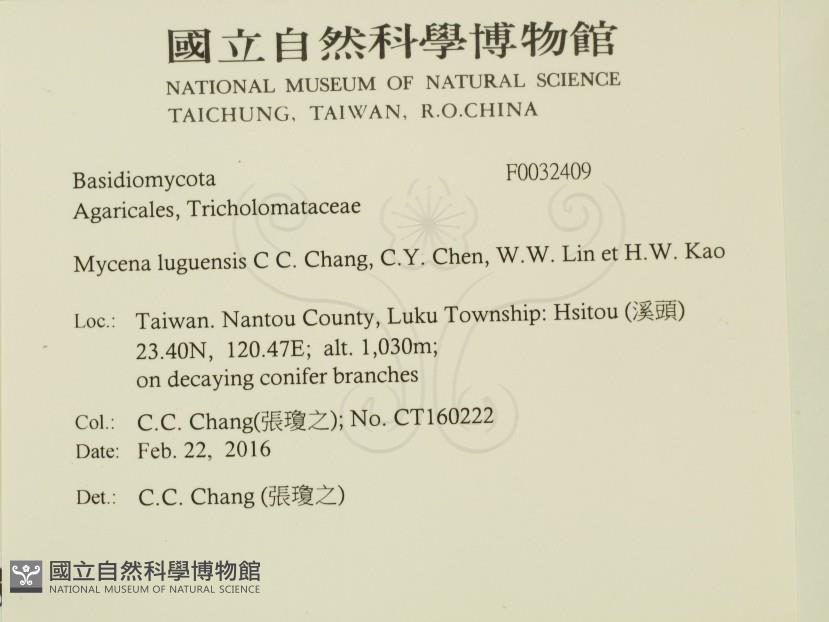 國立自然科學博物館
NATIONAL MUSEUM OF NATURAL SCIENCE
TAICHUNG, TAIWAN, R.O.CHINA
Basidiomycota F0032409
Agaricales, Tricholomataceae
Mycena luguensis C C. Chang, C.Y. Chen, W.W. Lin et H.W. Kao
Loc.: Taiwan. Nantou County, Luku Township: Hsitou (溪頭)
23.40N, 120.47E; alt. 1,030m;
on decaying conifer branches
Col.: C.C. Chang(張瓊之); No. CT160222
Date: Feb. 22, 2016
Det.: C.C. Chang (張瓊之)
國立自然科學博物館
NATIONAL MUSEUM OF NATURAL SCIENCE